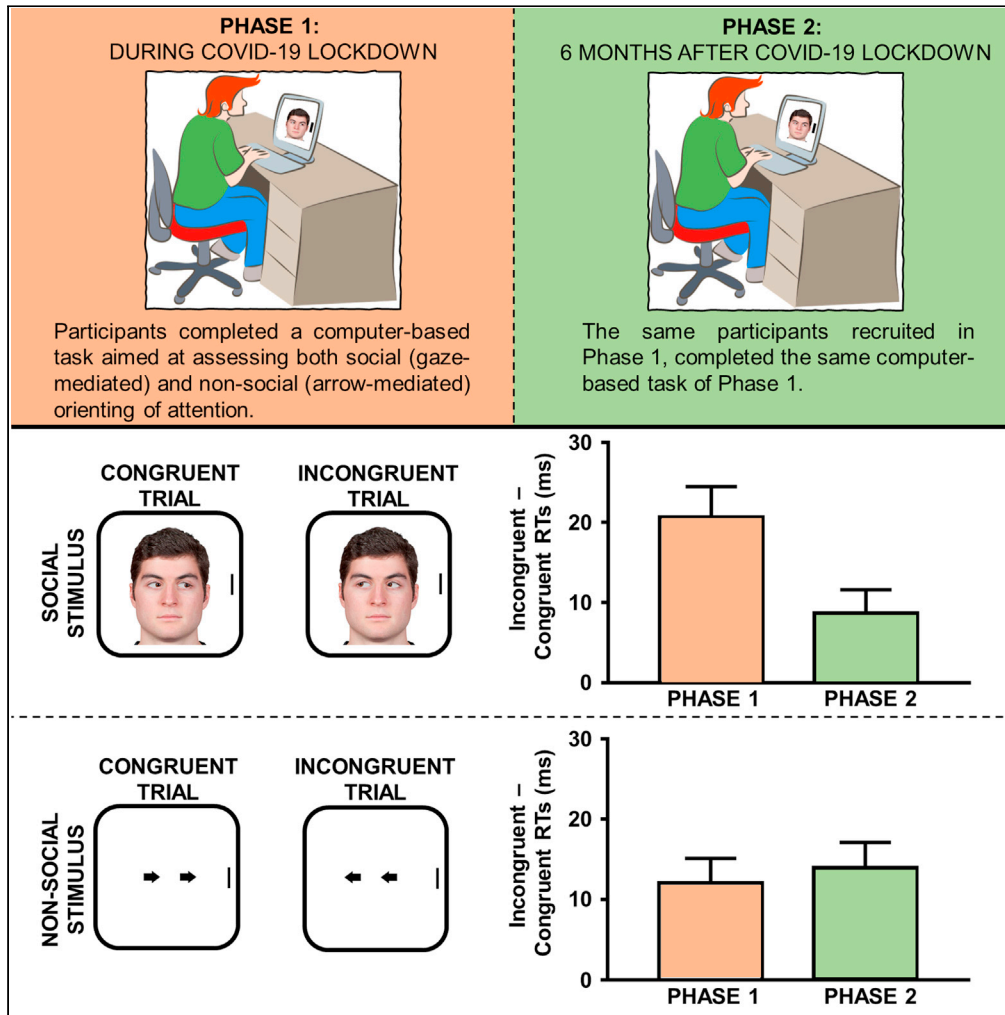 PHASE 1:
DURING COVID-19 LOCKDOWN
Participants completed a computer-based
task aimed at assessing both social (gaze-
mediated) and non-social (arrow-mediated)
orienting of attention.
PHASE 2:
6 MONTHS AFTER COVID-19 LOCKDOWN
The same participants recruited in
Phase 1, completed the same computer-
based task of Phase 1.
SOCIAL
STIMULUS
CONGRUENT
TRIAL
INCONGRUENT
TRIAL
Incongruent –
Congruent RTs (ms)
30
20
10
0
PHASE 1
PHASE 2
NON-SOCIAL
STIMULUS
CONGRUENT
TRIAL
INCONGRUENT
TRIAL
Incongruent –
Congruent RTs (ms)
30
20
10
0
PHASE 1
PHASE 2